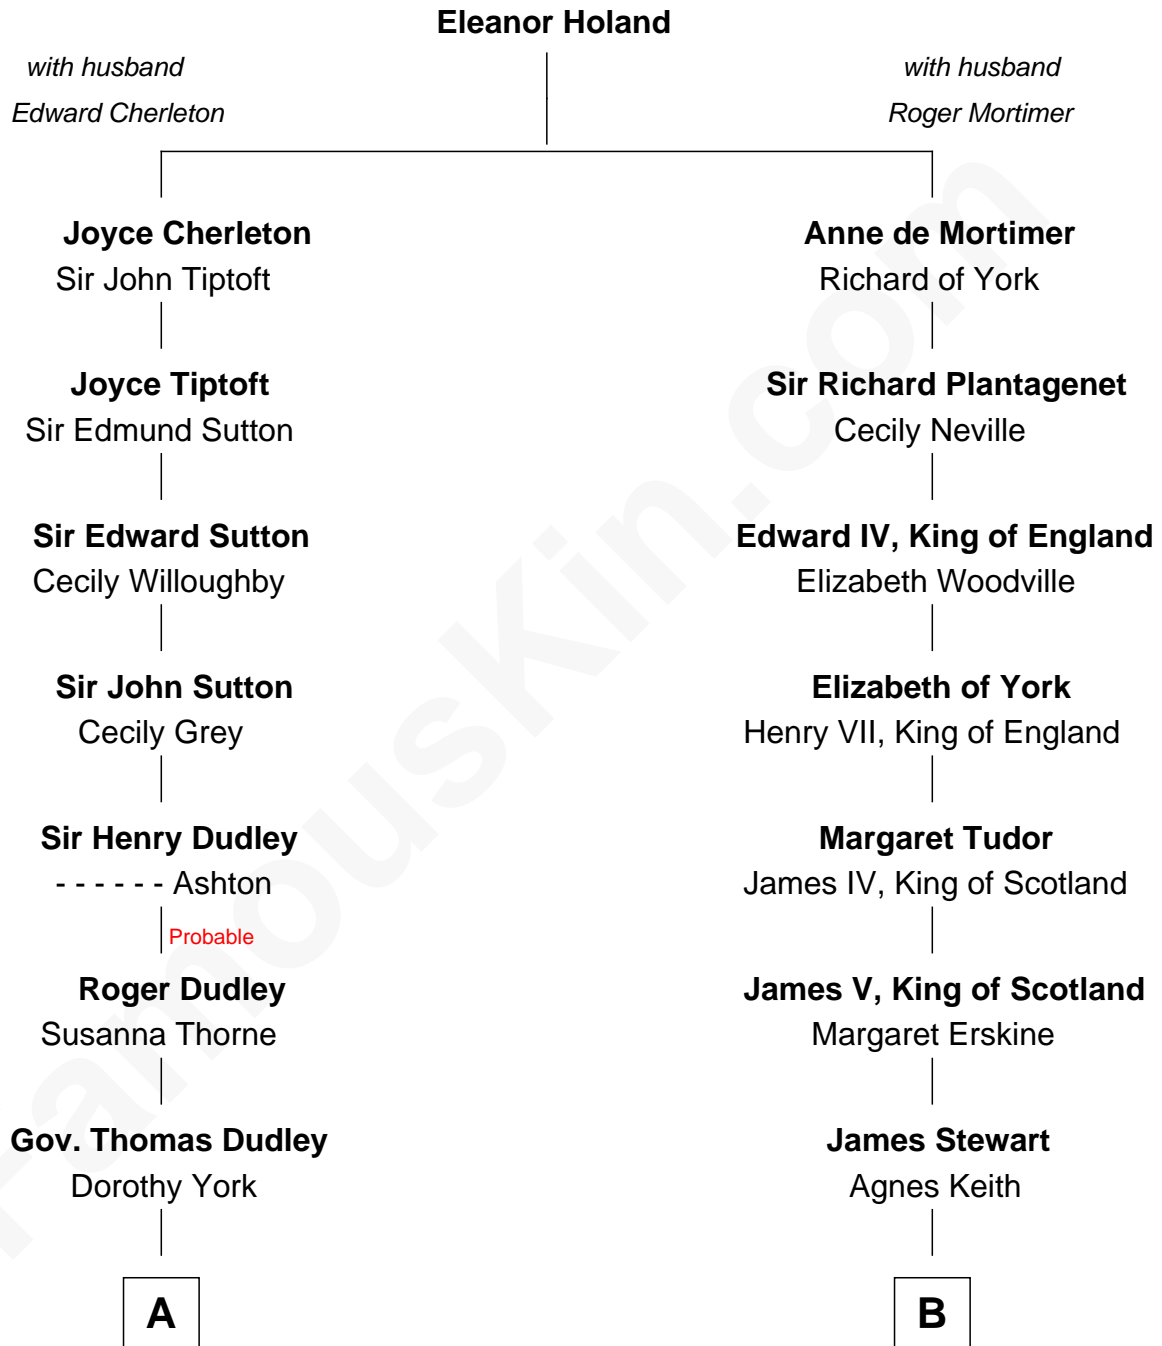 Eleanor Holand
with husband
Edward Cherleton
with husband
Roger Mortimer
Joyce Cherleton
Sir John Tiptoft
Anne de Mortimer
Richard of York
Joyce Tiptoft
Sir Edmund Sutton
Sir Richard Plantagenet
Cecily Neville
Sir Edward Sutton
Cecily Willoughby
Edward IV, King of England
Elizabeth Woodville
Sir John Sutton
Cecily Grey
Elizabeth of York
Henry VII, King of England
Sir Henry Dudley
- - - - - - Ashton
Probable
Margaret Tudor
James IV, King of Scotland
Roger Dudley
Susanna Thorne
James V, King of Scotland
Margaret Erskine
Gov. Thomas Dudley
Dorothy York
James Stewart
Agnes Keith
A
B
FamousKin.com